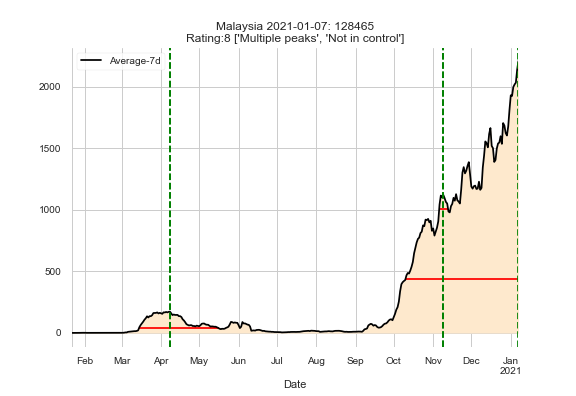 Malaysia 2021-01-07: 128465
Rating:8 ['Multiple peaks', 'Not in control']
Average-7d
2000
1500
1000
500
0
Feb Mar Apr May Jun Jul Aug Sep Oct Nov Dec Jan
2021
Date